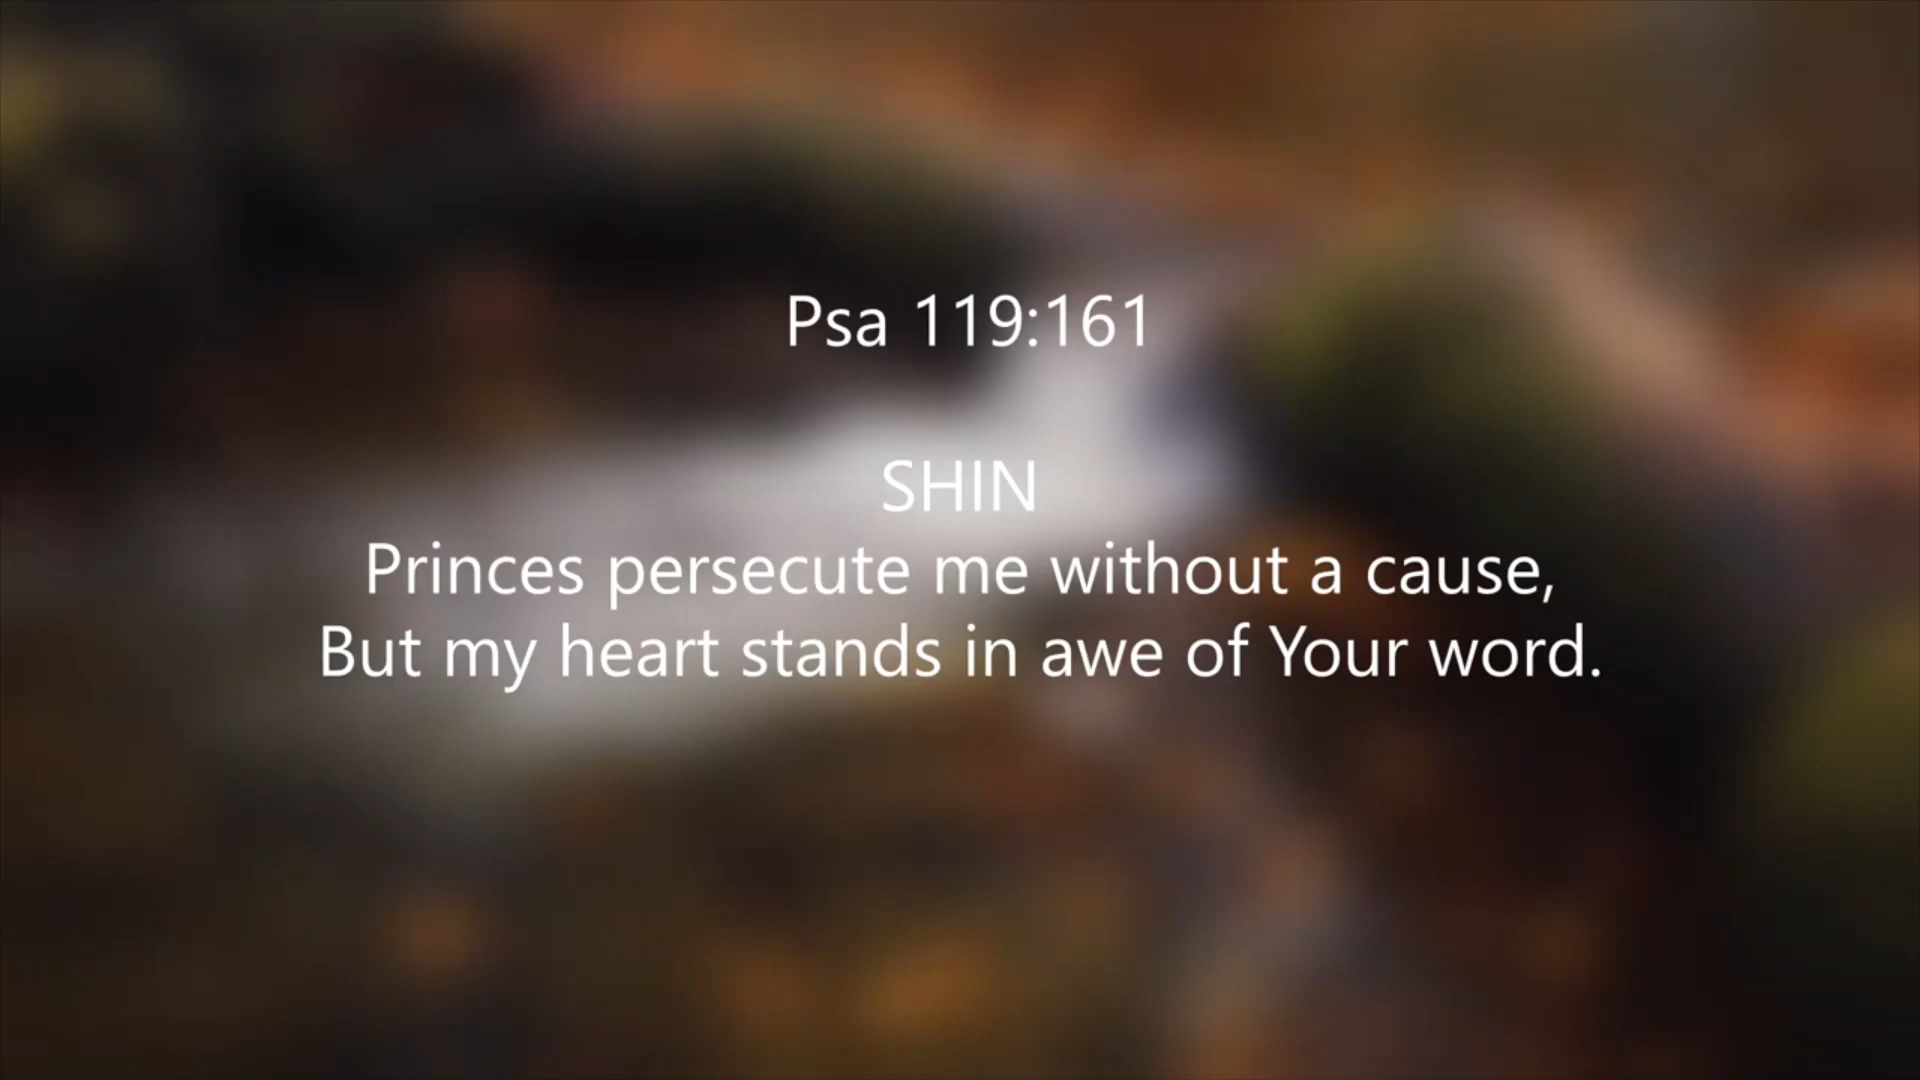 Psa 119:161
SHIN
Princes persecute me without a cause,
But my heart stands in awe of Your word.